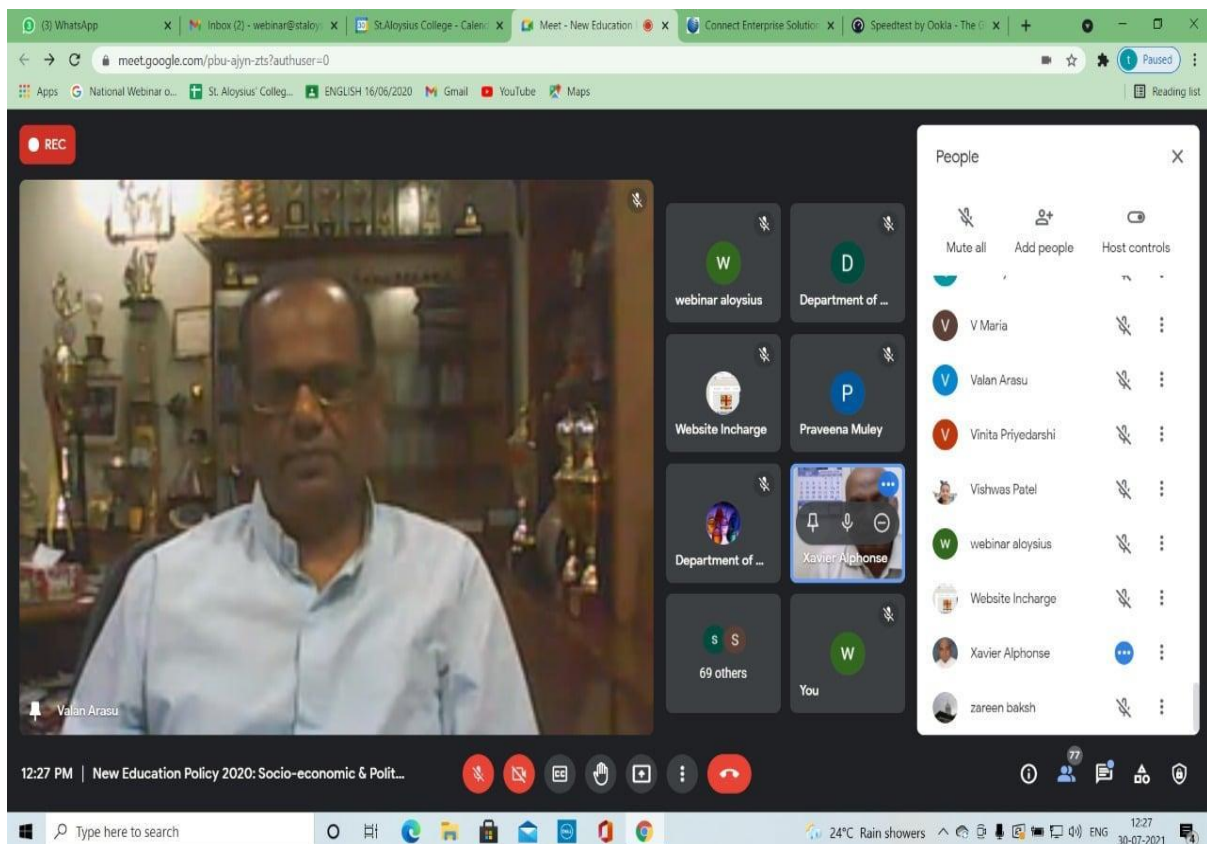 (3) WhatsApp
Inbox (2) - webinar@staloy
St.Aloysius College - Calenc
Meet - New Education
Connect Enterprise Solution
Speedtest by Ookla - The G
meet.google.com/pbu-ajyn-zts?authuser=0
Paused
Apps
National Webinar o...
St. Aloysius' Colleg...
ENGLISH 16/06/2020
Gmail
YouTube
Maps
Reading list
REC
Valan Arasu
W
webinar aloysius
D
Department of ...
Website Incharge
P
Praveena Muley
Department of ...
Xavier Alphonse
S S
69 others
W
You
People
Mute all
Add people
Host controls
V
V Maria
V
Valan Arasu
V
Vinita Priyedarshi
Vishwas Patel
W
webinar aloysius
Website Incharge
Xavier Alphonse
zareen baksh
12:27 PM | New Education Policy 2020: Socio-economic & Polit...
CC
77
Type here to search
24°C Rain showers
ENG
12:27
30-07-2021
4